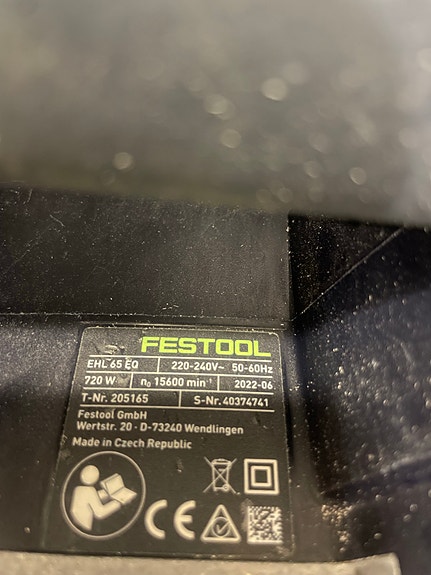 FESTOOL
EHL 65 EQ 220-240V~ 50-60Hz
720 W n₀ 15600 min⁻¹ 2022-06
T-Nr. 205165 S-Nr. 40374741
Festool GmbH
Wertstr. 20 · D-73240 Wendlingen
Made in Czech Republic
CE